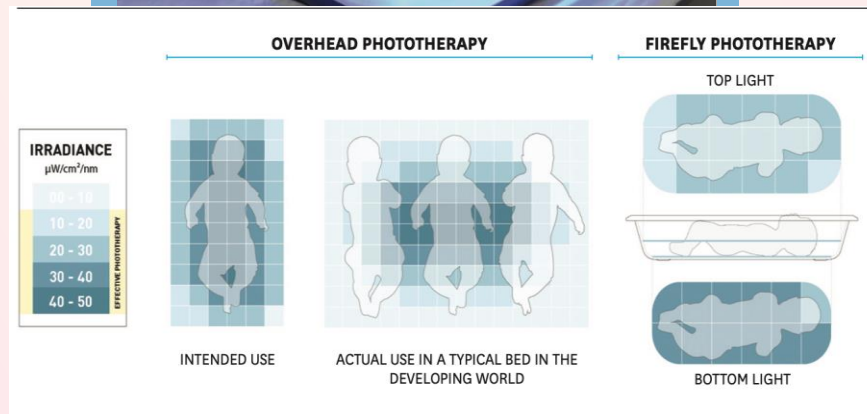 OVERHEAD PHOTOTHERAPY
FIREFLY PHOTOTHERAPY
TOP LIGHT
IRRADIANCE
μW/cm²/nm
00 - 10
10 - 20
20 - 30
30 - 40
40 - 50
EFFECTIVE PHOTOTHERAPY
INTENDED USE
ACTUAL USE IN A TYPICAL BED IN THE
DEVELOPING WORLD
BOTTOM LIGHT